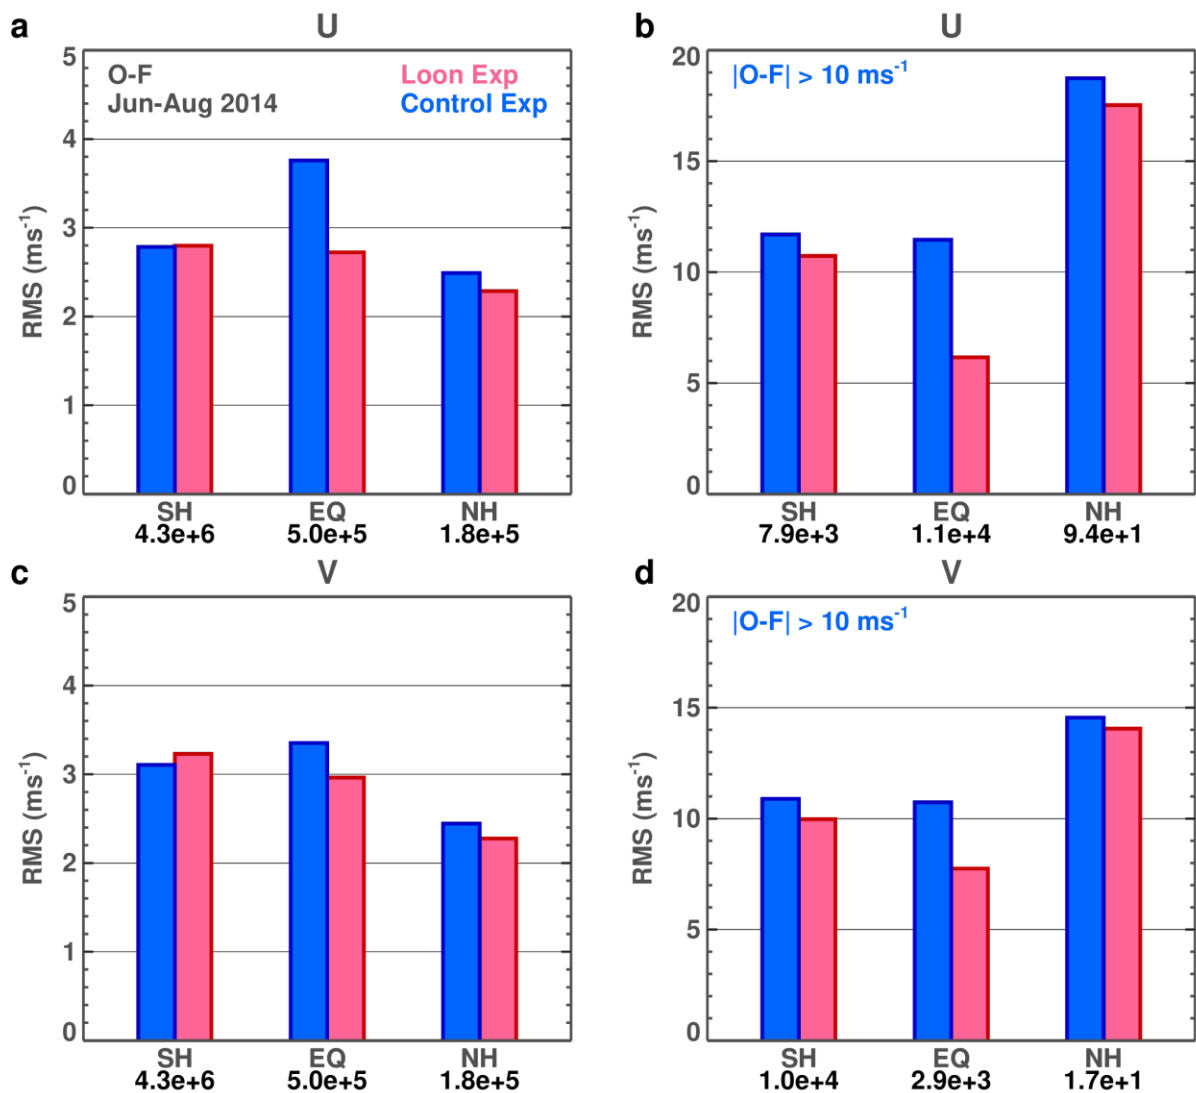 a
U
5
4
3
2
1
0
RMS (ms-1)
O-F
Jun-Aug 2014
Loon Exp
Control Exp
SH EQ NH
4.3e+6 5.0e+5 1.8e+5
b
U
20
15
10
5
0
RMS (ms-1)
|O-F| > 10 ms-1
SH EQ NH
7.9e+3 1.1e+4 9.4e+1
c
V
5
4
3
2
1
0
RMS (ms-1)
SH EQ NH
4.3e+6 5.0e+5 1.8e+5
d
V
20
15
10
5
0
RMS (ms-1)
|O-F| > 10 ms-1
SH EQ NH
1.0e+4 2.9e+3 1.7e+1